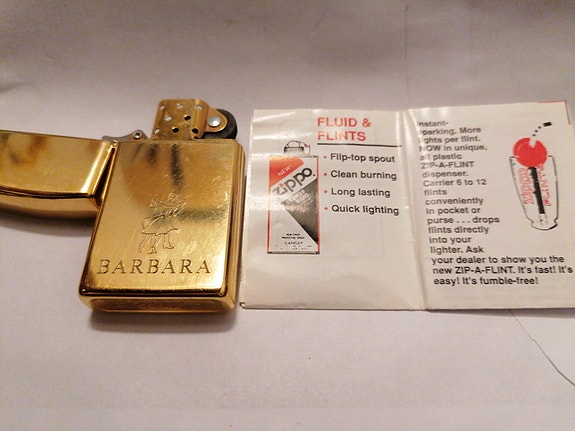 BARBARA
FLUID &
FLINTS
• Flip-top spout
• Clean burning
• Long lasting
• Quick lighting
NEW
zippo
DANGER
Instant-
sparking. More
lights per flint.
NOW in unique,
all plastic
ZIP-A-FLINT
dispenser.
Carrier 6 to 12
flints
conveniently
in pocket or
purse . . . drops
flints directly
into your
lighter. Ask
your dealer to show you the
new ZIP-A-FLINT. It's fast! It's
easy! It's fumble-free!